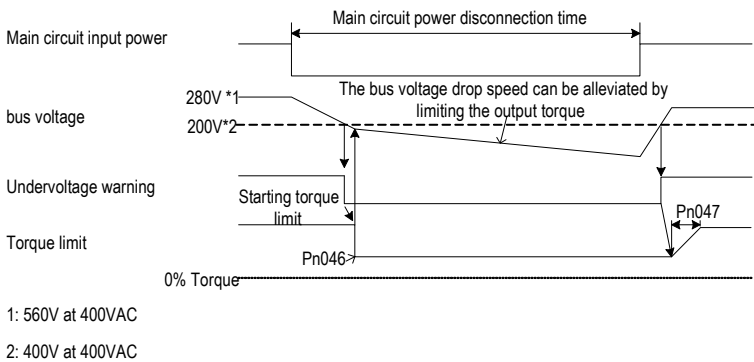 Main circuit power disconnection time
Main circuit input power
The bus voltage drop speed can be alleviated by
limiting the output torque
280V *1
bus voltage
200V*2
Undervoltage warning
Starting torque
limit
Pn047
Torque limit
Pn046
0% Torque
1: 560V at 400VAC
2: 400V at 400VAC